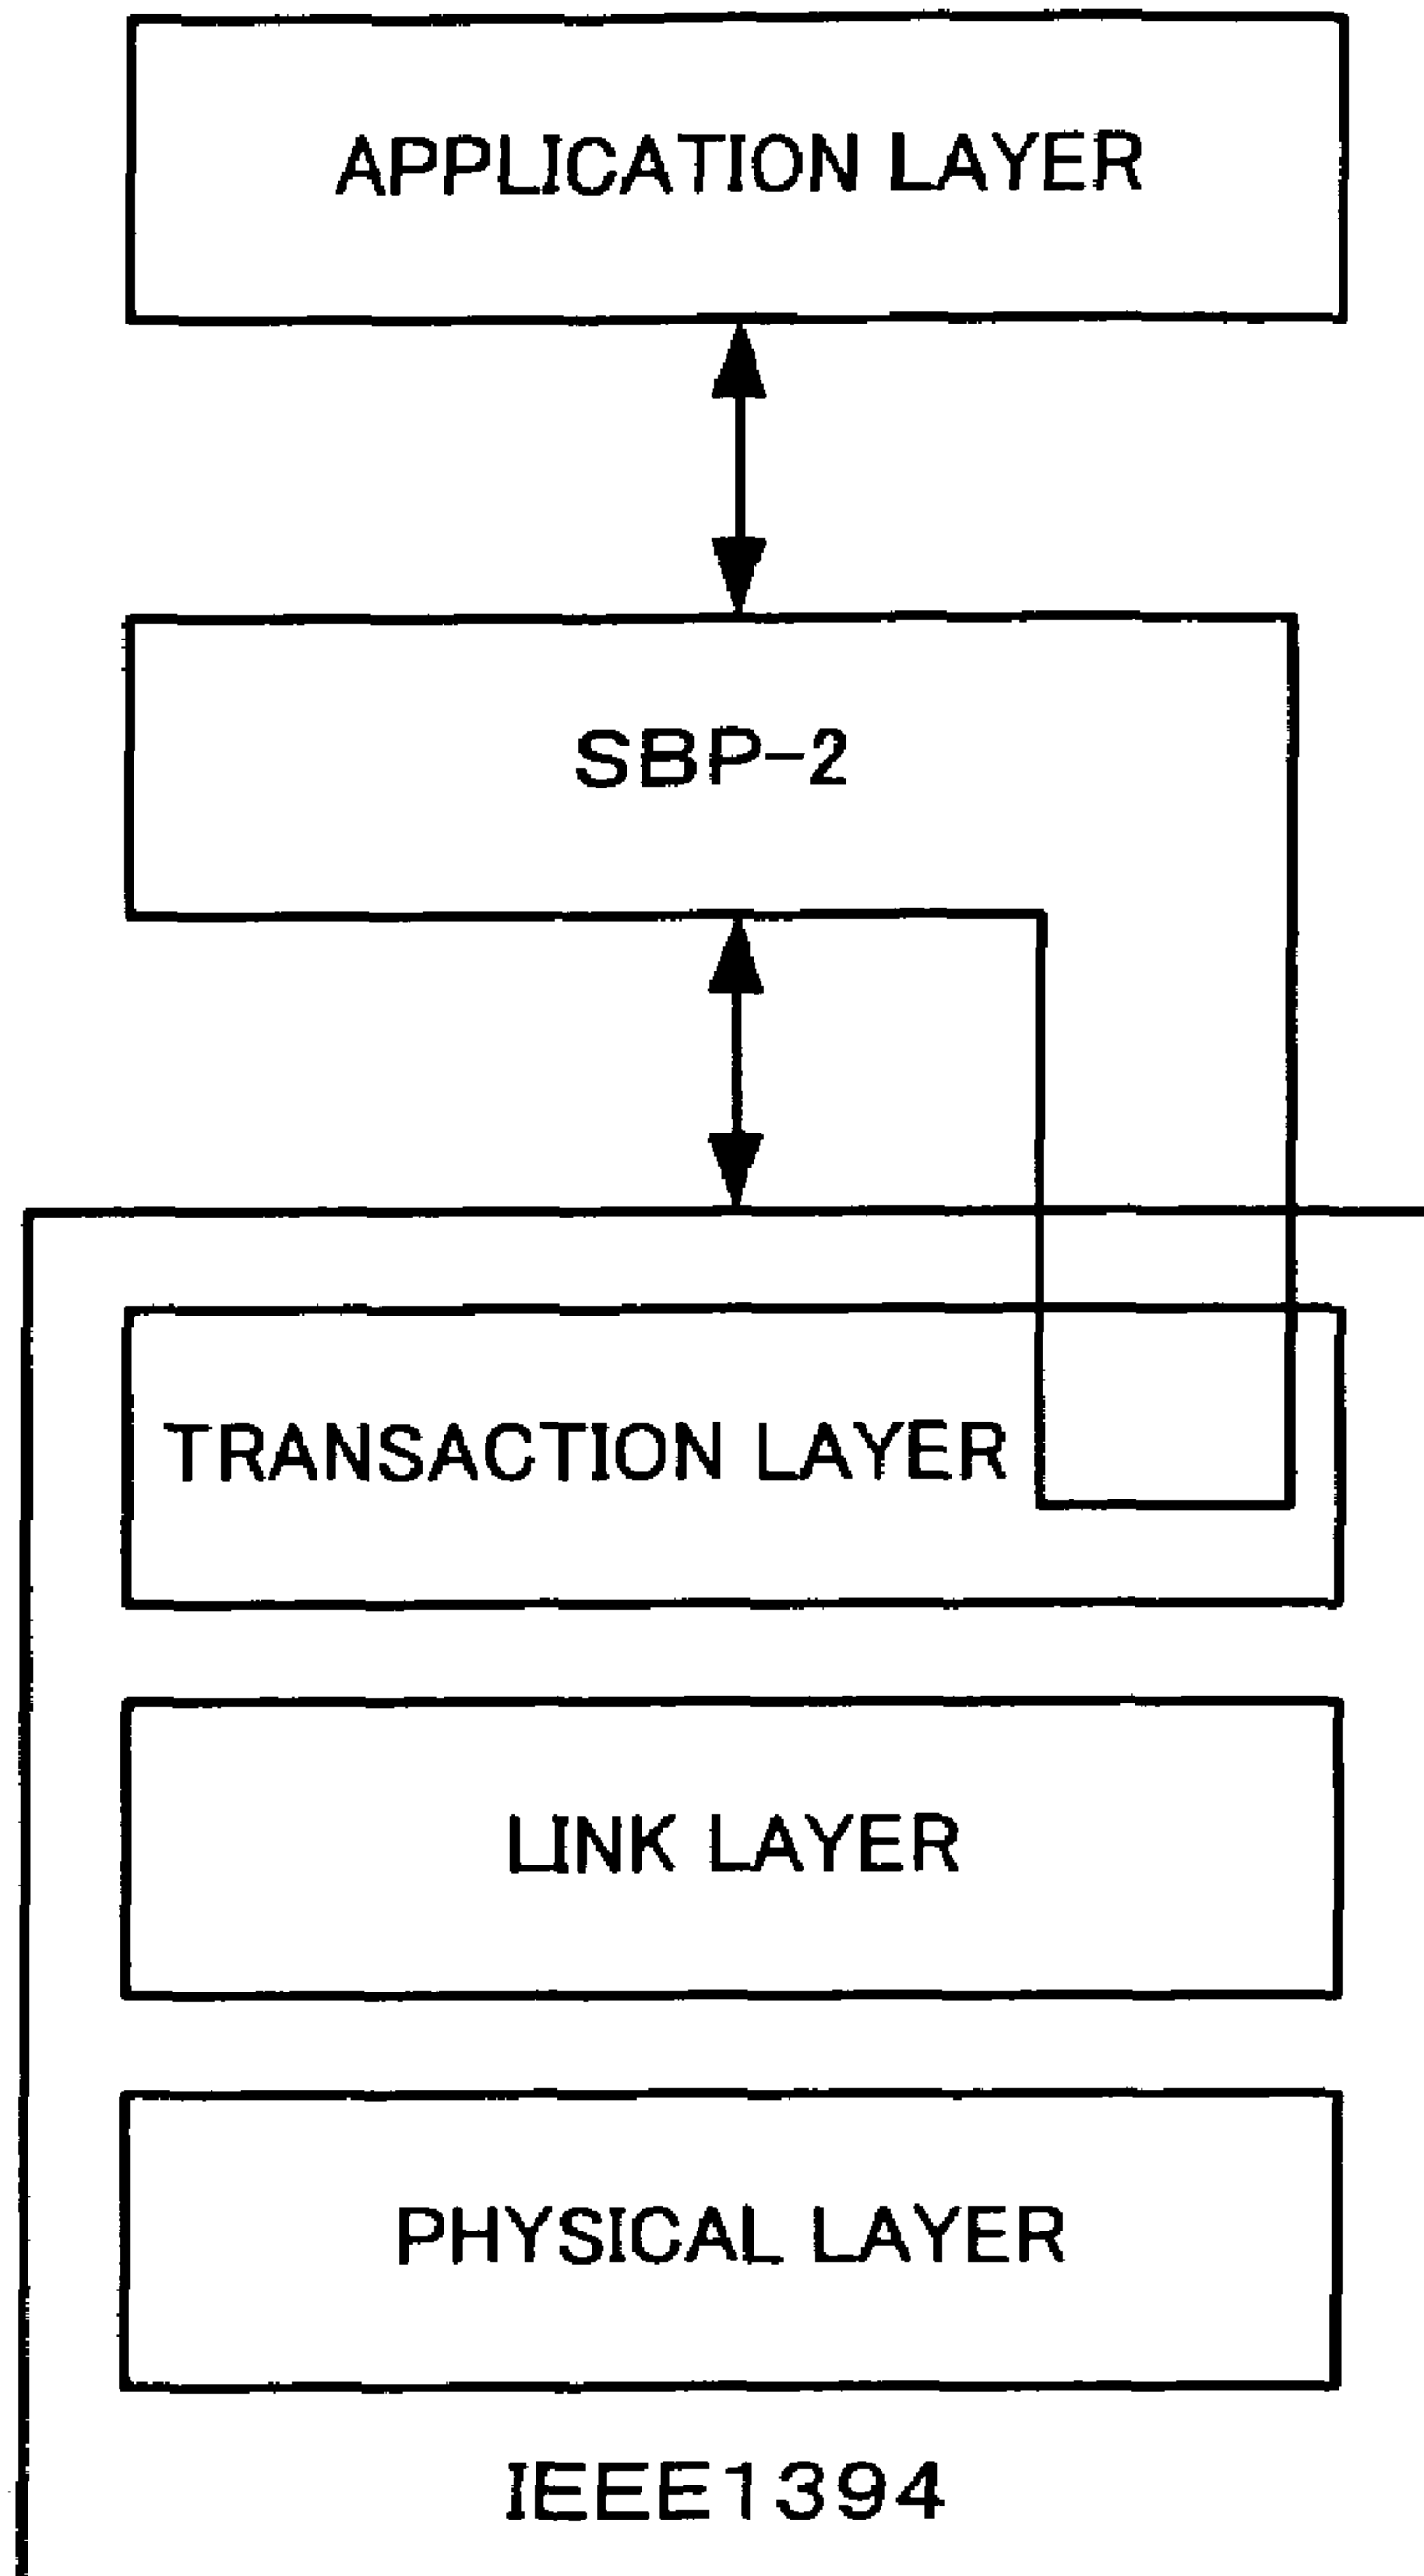 APPLICATION LAYER
SBP-2
TRANSACTION LAYER
LINK LAYER
PHYSICAL LAYER
IEEE1394